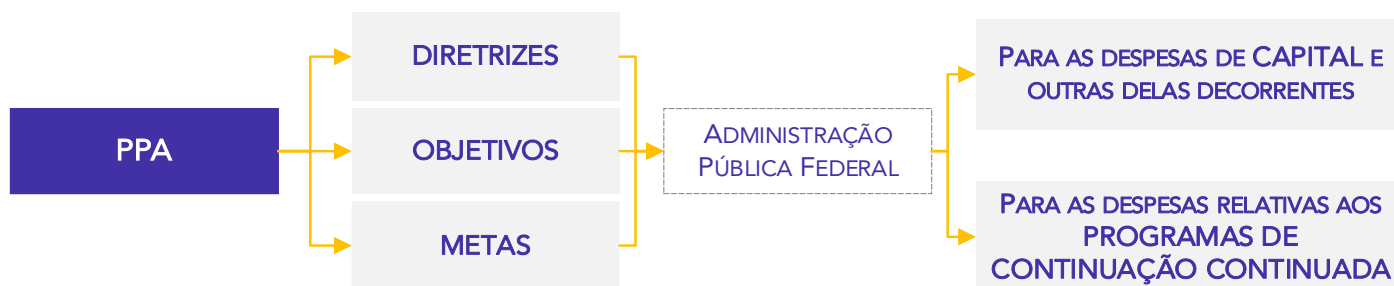 PPA
DIRETRIZES
OBJETIVOS
METAS
ADMINISTRAÇÃO
PÚBLICA FEDERAL
PARA AS DESPESAS DE CAPITAL E
OUTRAS DELAS DECORRENTES
PARA AS DESPESAS RELATIVAS AOS
PROGRAMAS DE
CONTINUAÇÃO CONTINUADA